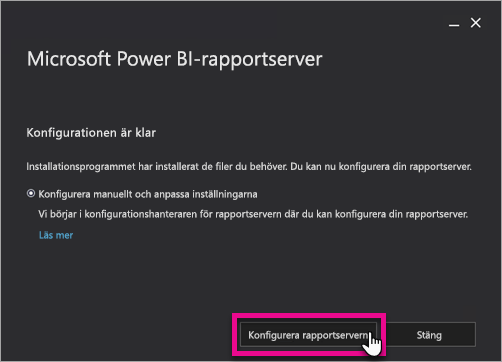 Microsoft Power BI-rapportserver
Konfigurationen är klar
Installationsprogrammet har installerat de filer du behöver. Du kan nu konfigurera din rapportserver.
Konfigurera manuellt och anpassa inställningarna
Vi börjar i konfigurationshanteraren för rapportservern där du kan konfigurera din rapportserver.
Läs mer
Konfigurera rapportservern
Stäng